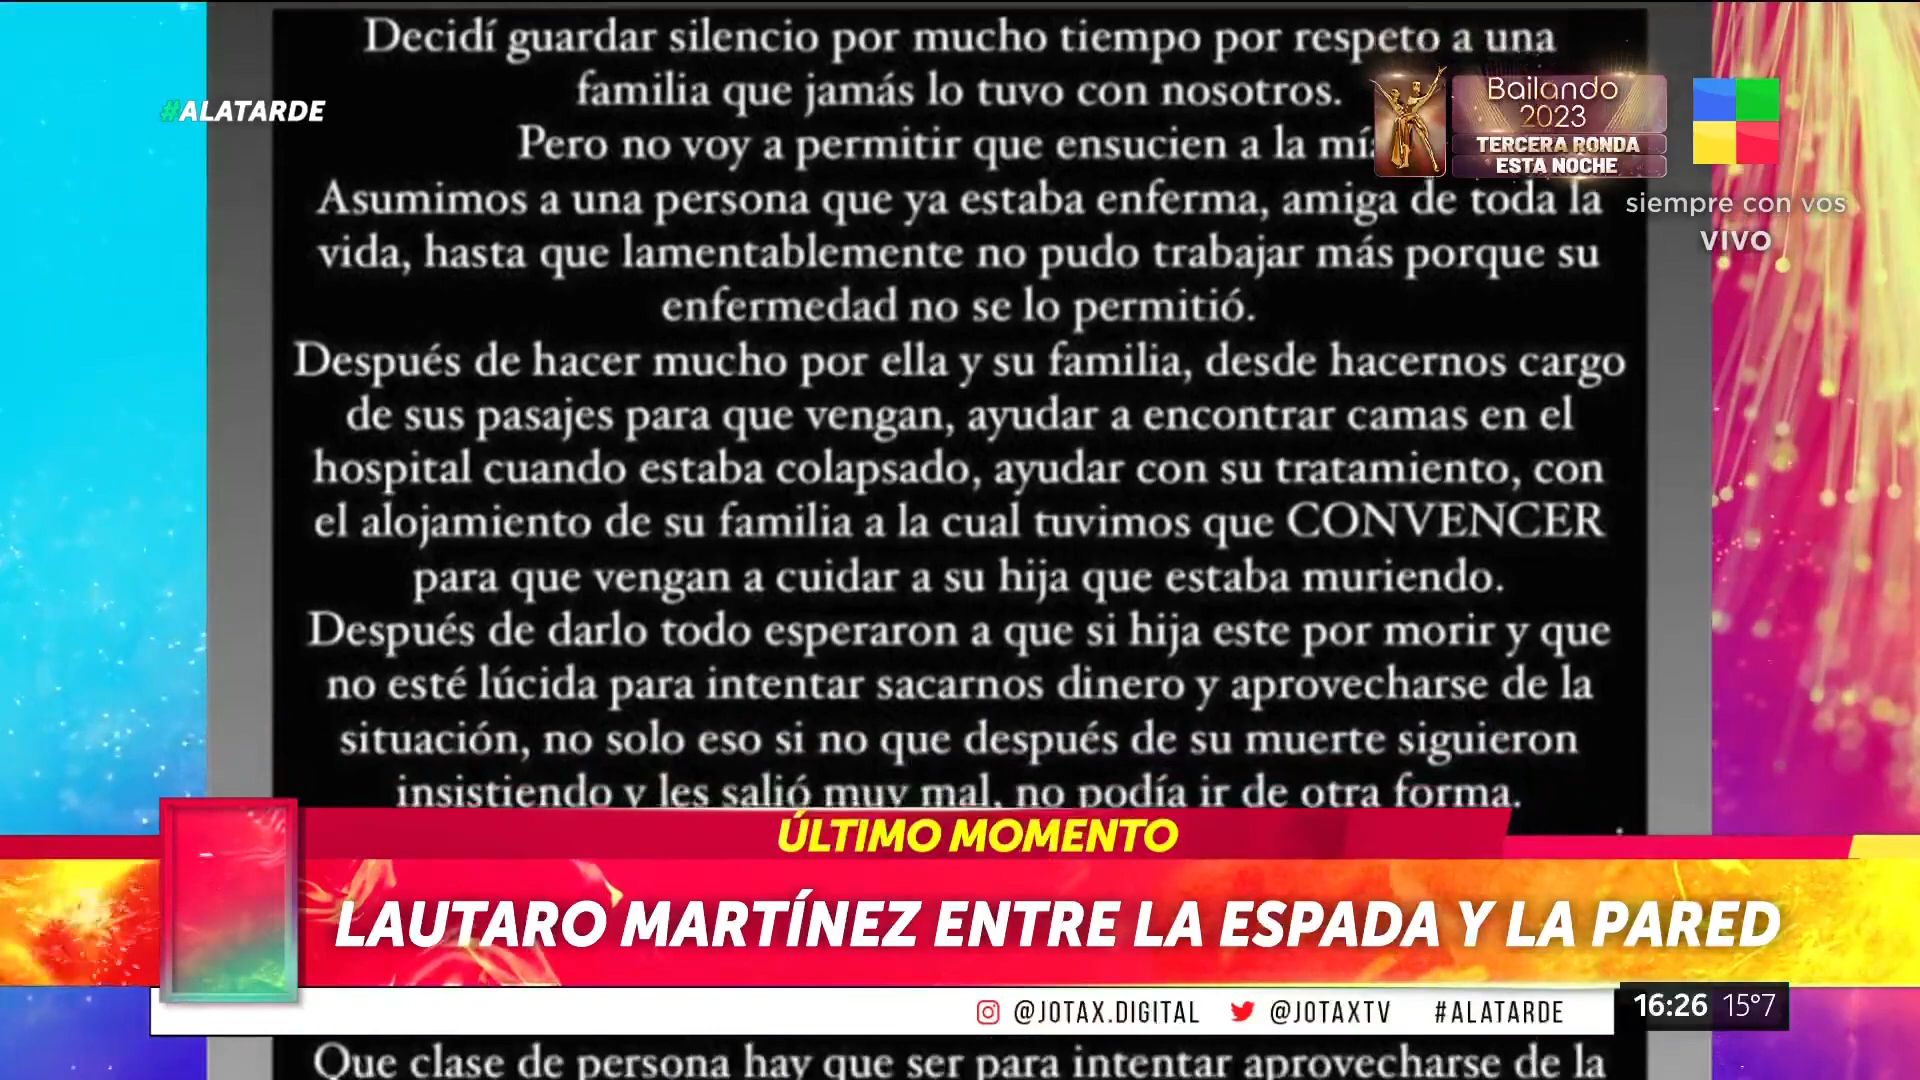 Decidí guardar silencio por mucho tiempo por respeto a una
familia que jamás lo tuvo con nosotros.
Pero no voy a permitir que ensucien a la mía
Asumimos a una persona que ya estaba enferma, amiga de toda la
vida, hasta que lamentablemente no pudo trabajar más porque su
enfermedad no se lo permitió.
Después de hacer mucho por ella y su familia, desde hacernos cargo
de sus pasajes para que vengan, ayudar a encontrar camas en el
hospital cuando estaba colapsado, ayudar con su tratamiento, con
el alojamiento de su familia a la cual tuvimos que CONVENCER
para que vengan a cuidar a su hija que estaba muriendo.
Después de darlo todo esperaron a que si hija este por morir y que
no esté lúcida para intentar sacarnos dinero y aprovecharse de la
situación, no solo eso si no que después de su muerte siguieron
insistiendo y les salió muy mal, no podía ir de otra forma.
#ALATARDE
Bailando
2023
TERCERA RONDA
ESTA NOCHE
siempre con vos
VIVO
ÚLTIMO MOMENTO
LAUTARO MARTÍNEZ ENTRE LA ESPADA Y LA PARED
@JOTAX.DIGITAL @JOTAXTV #ALATARDE
16:26 15°7
Que clase de persona hay que ser para intentar aprovecharse de la